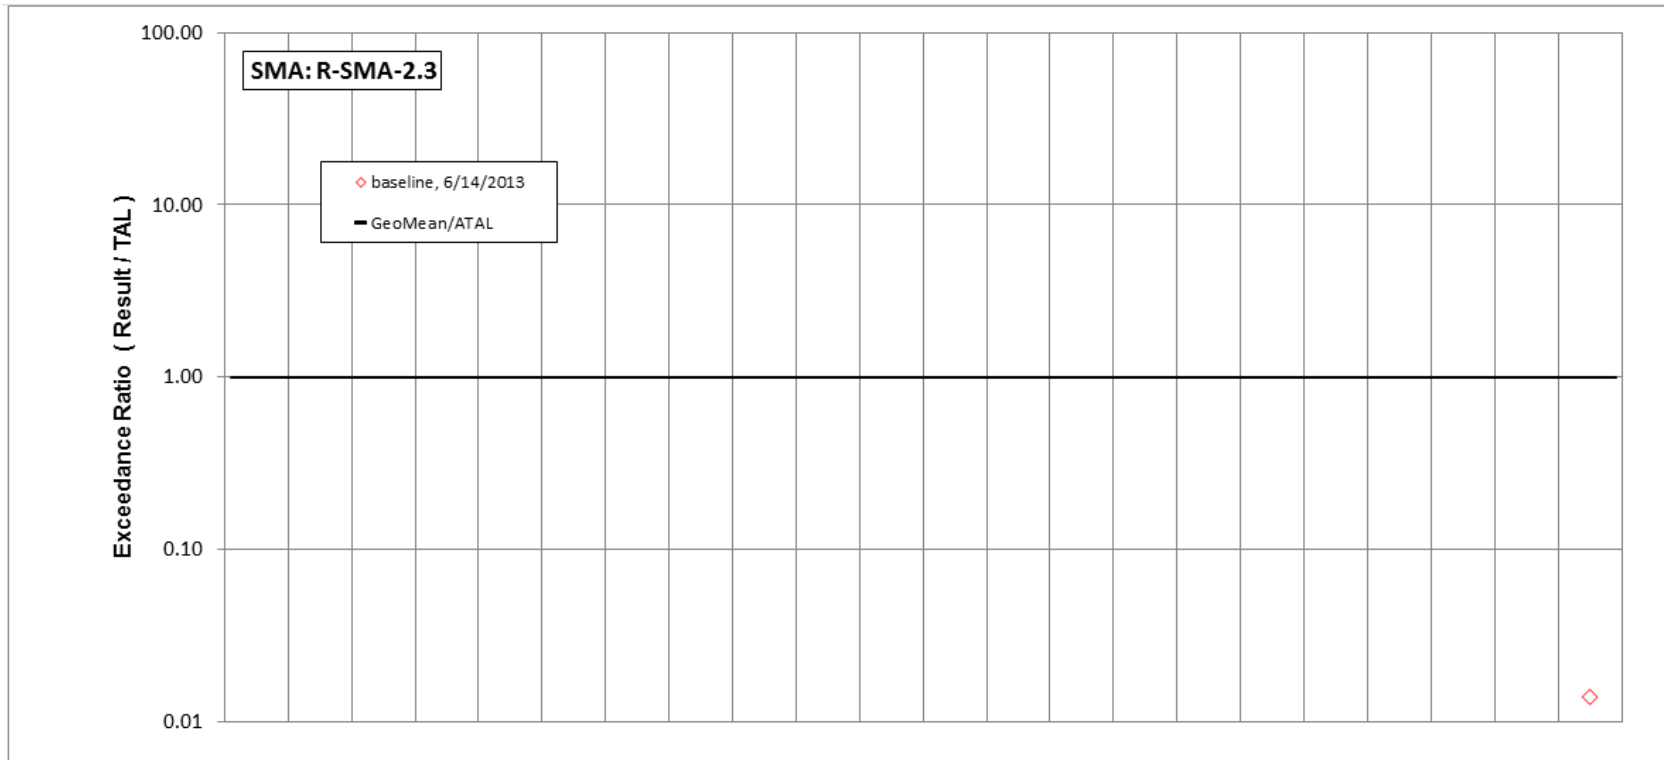 100.00
SMA: R-SMA-2.3
baseline, 6/14/2013
10.00
GeoMean/ATAL
Exceedance Ratio ( Result / TAL )
1.00
0.10
0.01